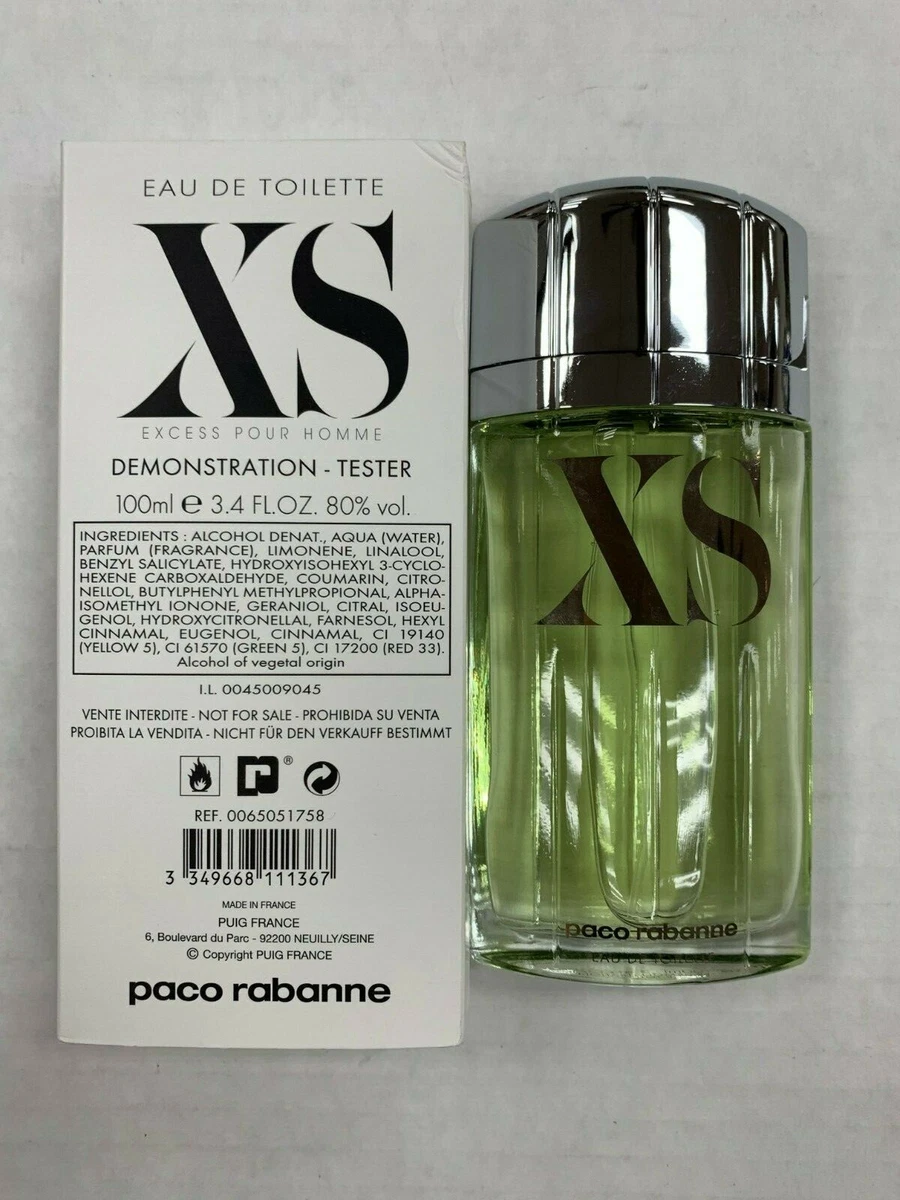 EAU DE TOILETTE
XS
EXCESS POUR HOMME
DEMONSTRATION - TESTER
100ml e 3.4 FL.OZ. 80% vol.
INGREDIENTS : ALCOHOL DENAT., AQUA (WATER),
PARFUM (FRAGRANCE), LIMONENE, LINALOOL,
BENZYL SALICYLATE, HYDROXYISOHEXYL 3-CYCLO-
HEXENE CARBOXALDEHYDE, COUMARIN, CITRO-
NELLOL, BUTYLPHENYL METHYLPROPIONAL, ALPHA-
ISOMETHYL IONONE, GERANIOL, CITRAL, ISOEU-
GENOL, HYDROXYCITRONELLAL, FARNESOL, HEXYL
CINNAMAL, EUGENOL, CINNAMAL, CI 19140
(YELLOW 5), CI 61570 (GREEN 5), CI 17200 (RED 33).
Alcohol of vegetal origin
I.L. 0045009045
VENTE INTERDITE - NOT FOR SALE - PROHIBIDA SU VENTA
PROIBITA LA VENDITA - NICHT FÜR DEN VERKAUFF BESTIMMT
®
REF. 0065051758
3 349668 111367
MADE IN FRANCE
PUIG FRANCE
6, Boulevard du Parc - 92200 NEUILLY/SEINE
© Copyright PUIG FRANCE
paco rabanne
XS
paco rabanne
EAU DE TOILETTE